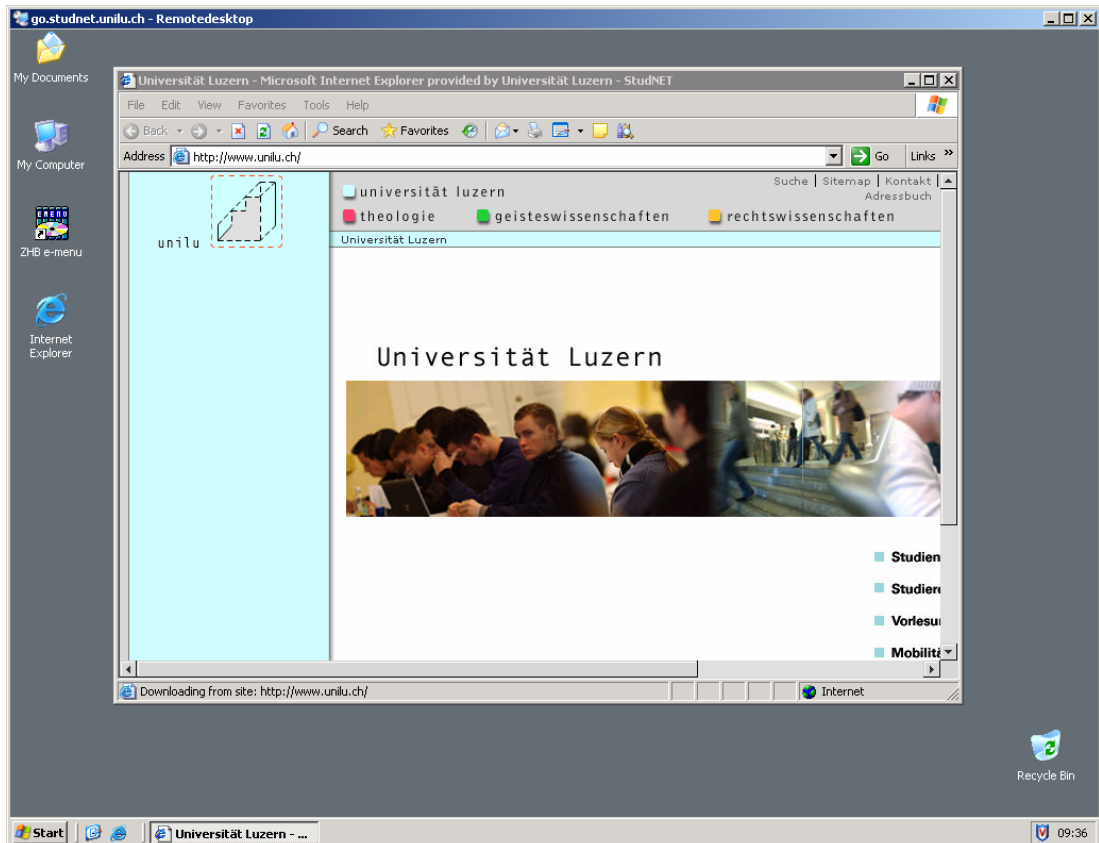 go.studnet.unilu.ch - Remotedesktop
My Documents
My Computer
ZHB e-menu
Internet
Explorer
Universität Luzern - Microsoft Internet Explorer provided by Universität Luzern - StudNET
File Edit View Favorites Tools Help
Back Search Favorites
Address http://www.unilu.ch/ Go Links »
unilu
Suche | Sitemap | Kontakt |
Adressbuch
universität luzern
theologie geisteswissenschaften rechtswissenschaften
Universität Luzern
Universität Luzern
Studien
Studier
Vorlesu
Mobilitä
Downloading from site: http://www.unilu.ch/ Internet
Recycle Bin
Start Universität Luzern - ... 09:36